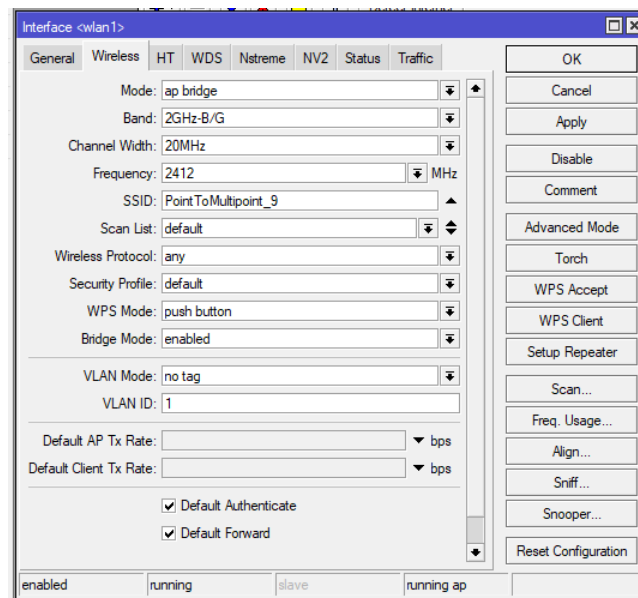 Interface <wlan1>
General Wireless HT WDS Nstreme NV2 Status Traffic
Mode: ap bridge
Band: 2GHz-B/G
Channel Width: 20MHz
Frequency: 2412 MHz
SSID: PointToMultipoint_9
Scan List: default
Wireless Protocol: any
Security Profile: default
WPS Mode: push button
Bridge Mode: enabled
VLAN Mode: no tag
VLAN ID: 1
Default AP Tx Rate: bps
Default Client Tx Rate: bps
Default Authenticate
Default Forward
OK
Cancel
Apply
Disable
Comment
Advanced Mode
Torch
WPS Accept
WPS Client
Setup Repeater
Scan...
Freq. Usage...
Align...
Sniff...
Snooper...
Reset Configuration
enabled running slave running ap